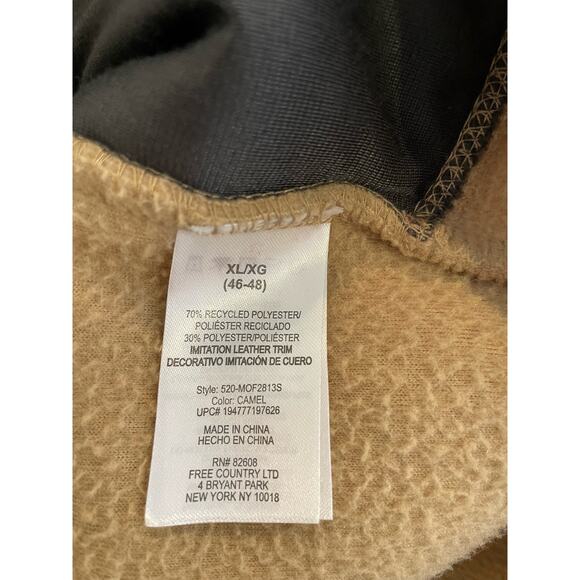 XL/XG
(46-48)
70% RECYCLED POLYESTER/
POLIÉSTER RECICLADO
30% POLYESTER/POLIÉSTER
IMITATION LEATHER TRIM
DECORATIVO IMITACIÓN DE CUERO
Style: 520-MOF2813S
Color: CAMEL
UPC# 194777197626
MADE IN CHINA
HECHO EN CHINA
RN# 82608
FREE COUNTRY LTD
4 BRYANT PARK
NEW YORK NY 10018